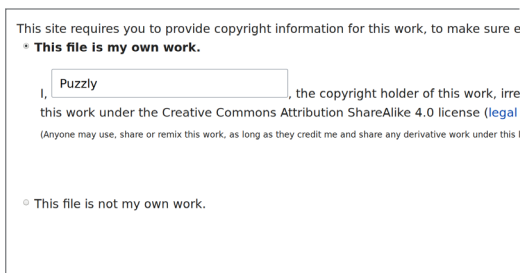 This site requires you to provide copyright information for this work, to make sure e
This file is my own work.
I, Puzzly, the copyright holder of this work, irre
this work under the Creative Commons Attribution ShareAlike 4.0 license (legal
(Anyone may use, share or remix this work, as long as they credit me and share any derivative work under this
This file is not my own work.